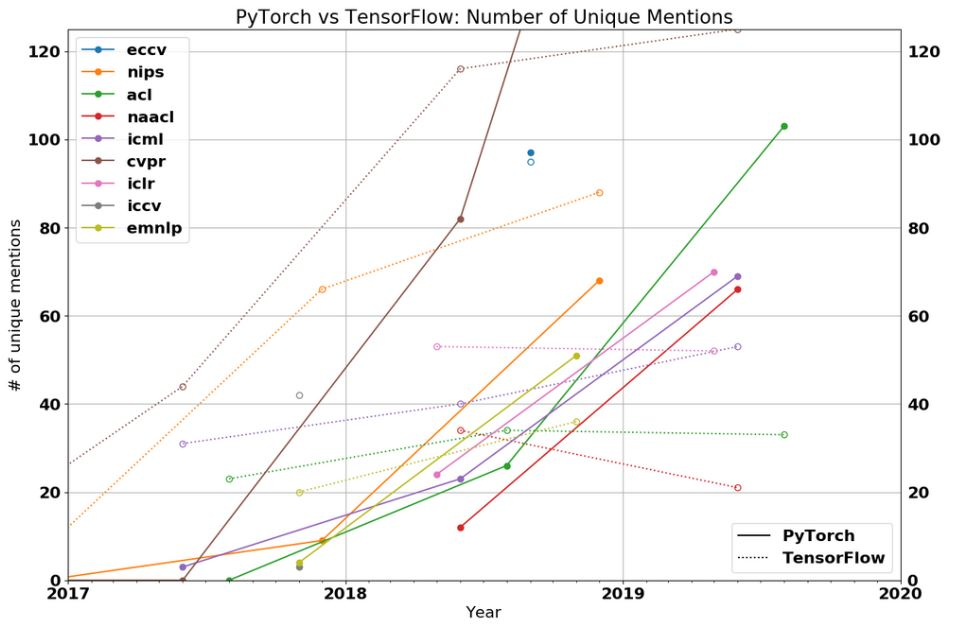 PyTorch vs TensorFlow: Number of Unique Mentions
120 120
100 100
80 80
60 60
40 40
20 20
0 0
# of unique mentions
eccv
nips
acl
naacl
icml
cvpr
iclr
iccv
emnlp
PyTorch
TensorFlow
2017 2018 2019 2020
Year